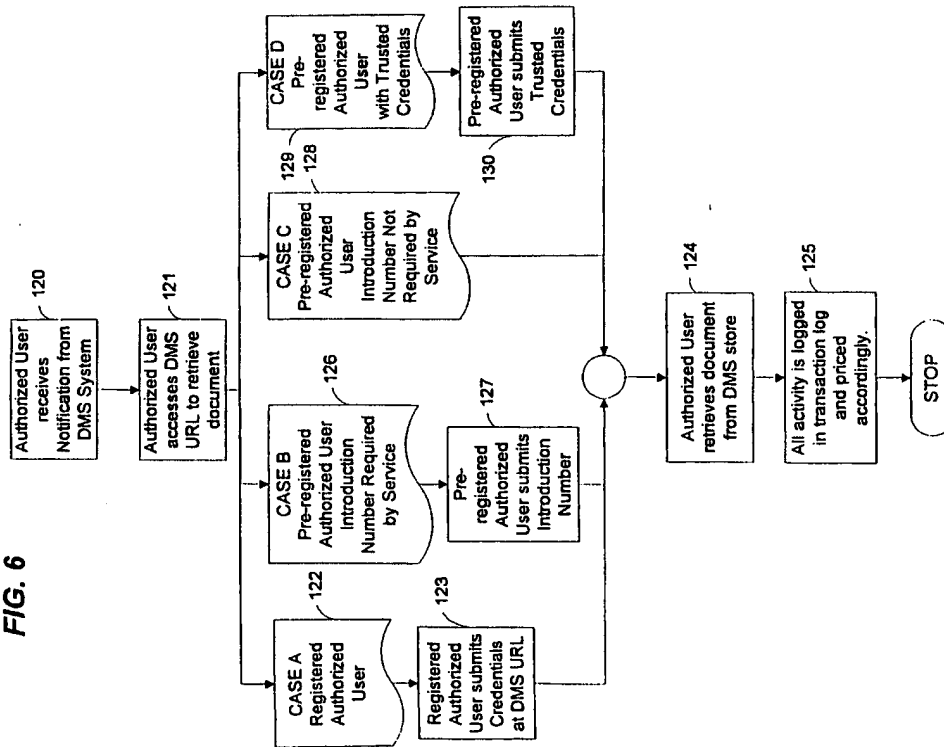 FIG. 6
120
Authorized User
receives
Notification from
DMS System
121
Authorized User
accesses DMS
URL to retrieve
document
122
CASE A
Registered
Authorized
User
123
Registered
Authorized
User submits
Credentials
at DMS URL
126
CASE B
Pre-registered
Authorized User
Introduction
Number Required
by Service
127
Pre-
registered
Authorized
User submits
Introduction
Number
128
CASE C
Pre-registered
Authorized
User
Introduction
Number Not
Required by
Service
129
CASE D
Pre-
registered
Authorized
User
with Trusted
Credentials
130
Pre-registered
Authorized
User submits
Trusted
Credentials
124
Authorized User
retrieves document
from DMS store
125
All activity is logged
in transaction log
and priced
accordingly.
STOP